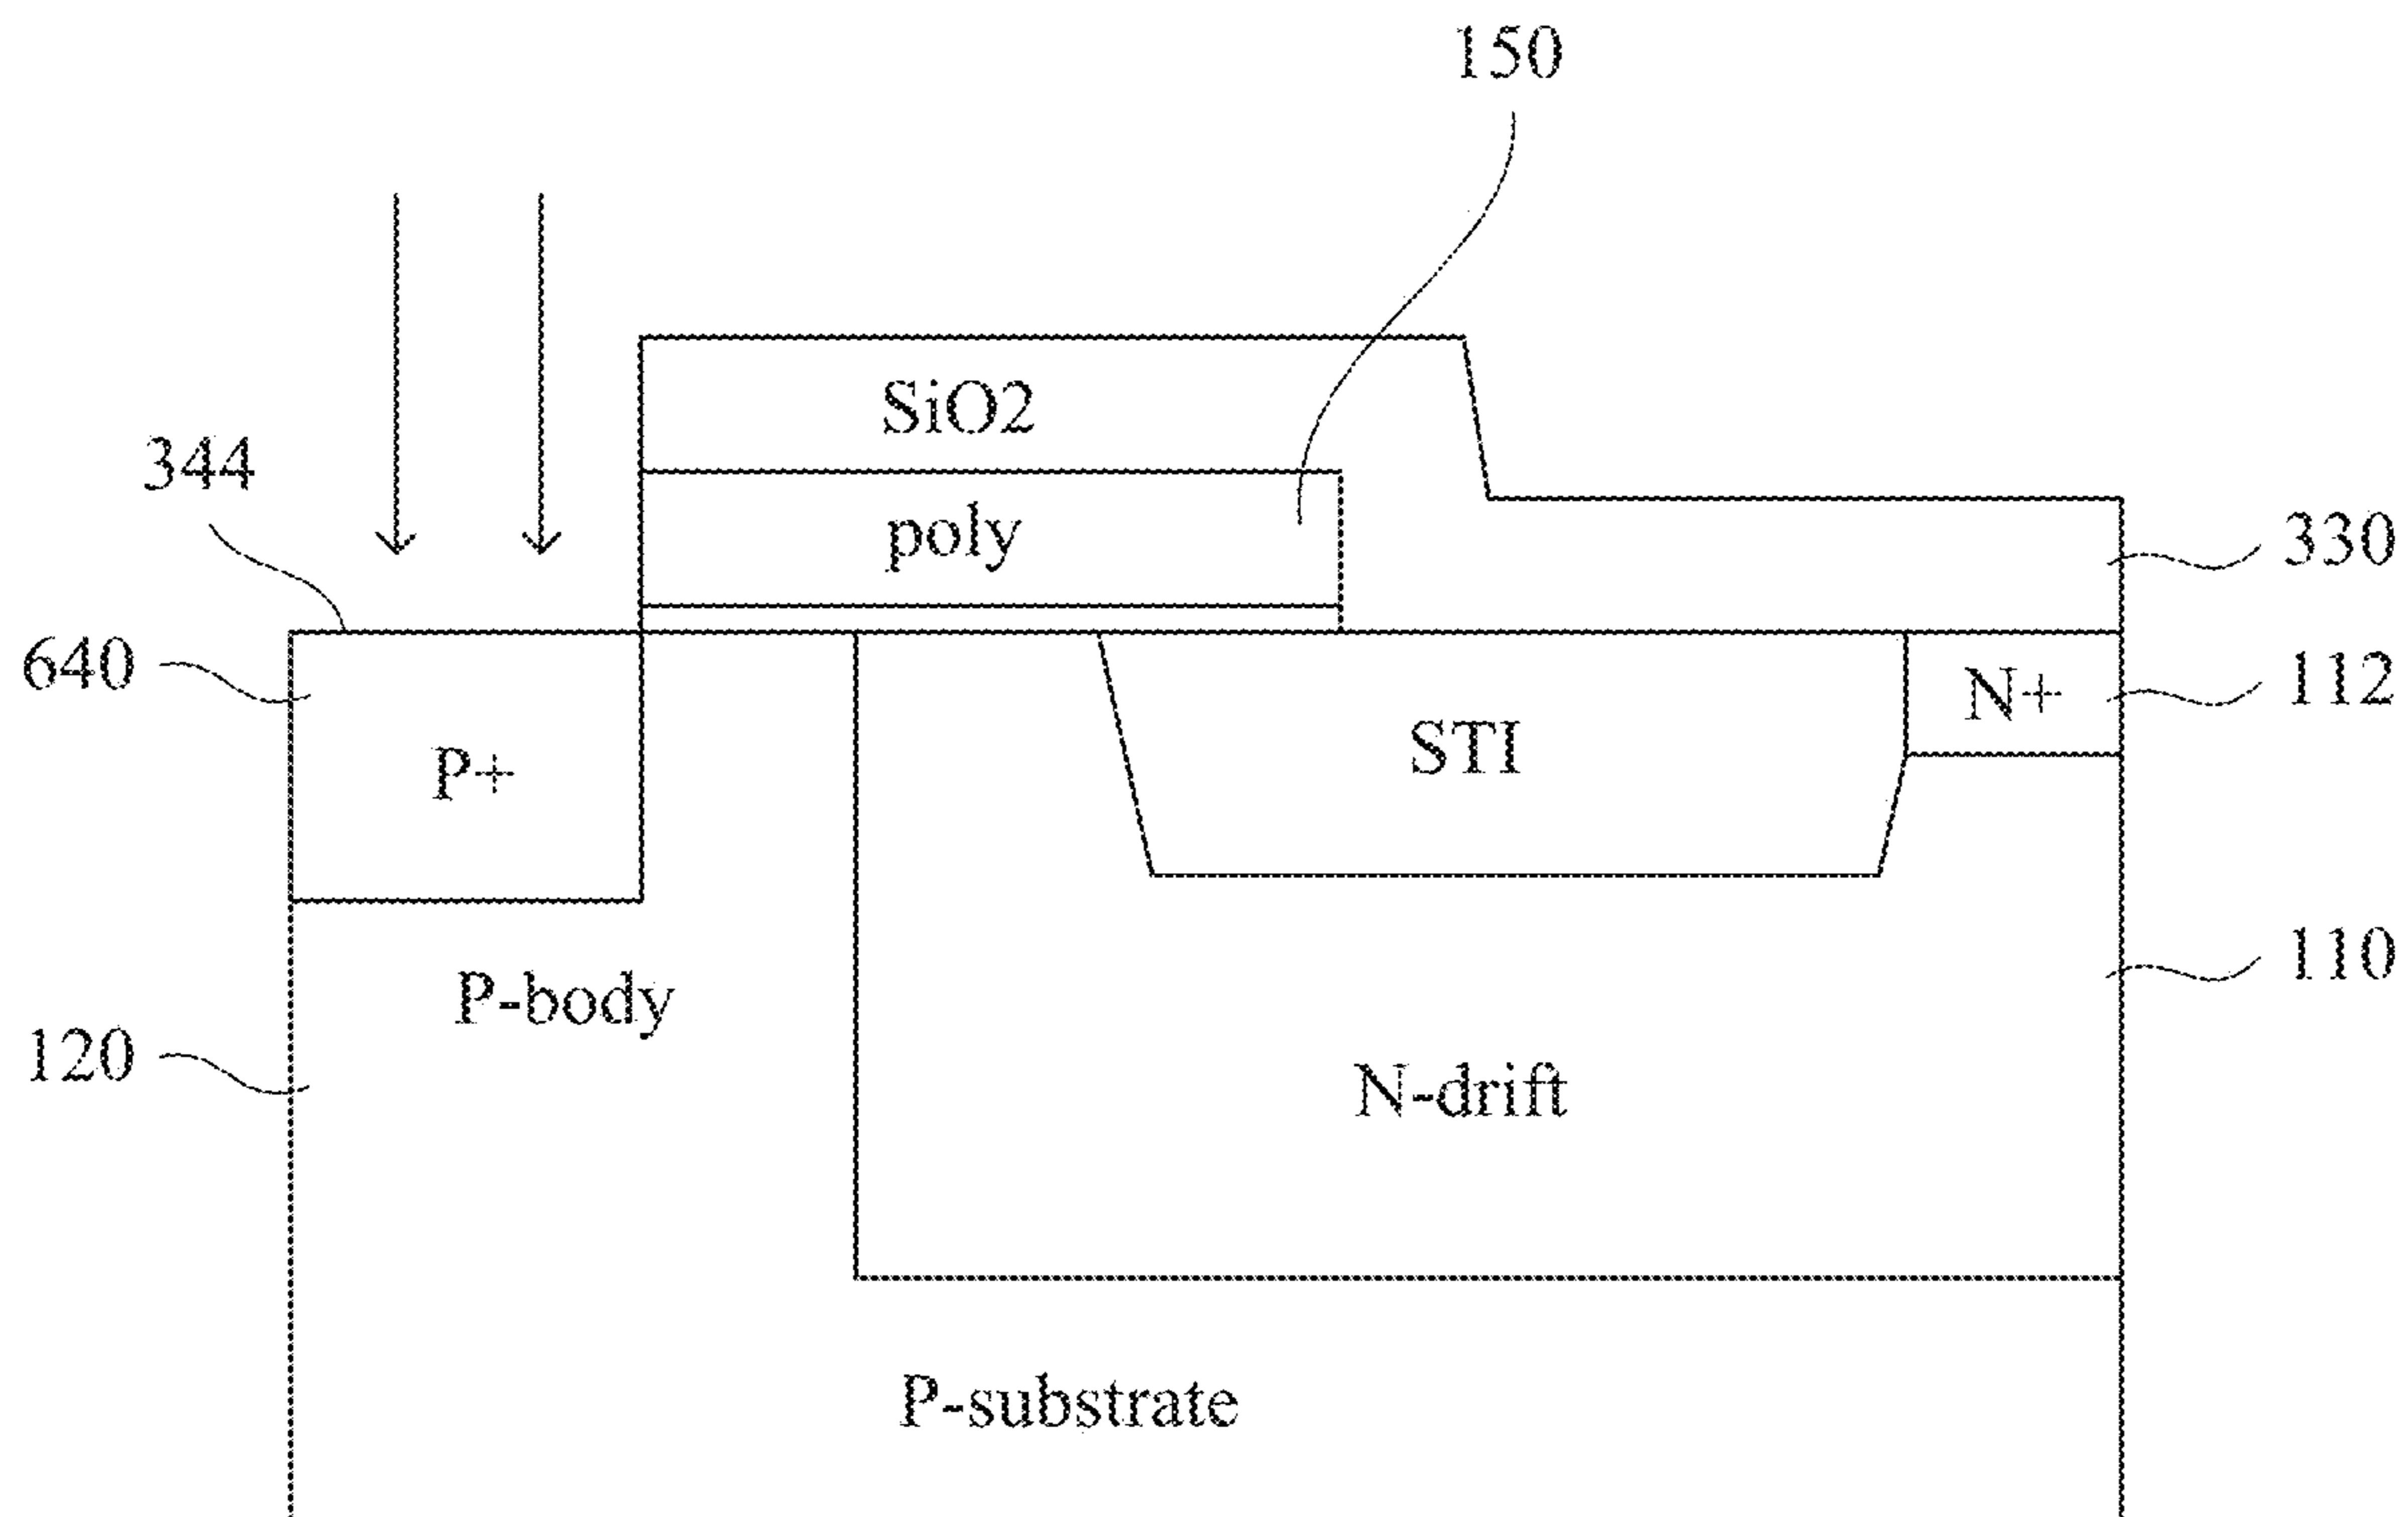 150
SiO2
344
poly
330
640
N+
112
STI
P+
110
P-body
120
N-drift
P-substrate